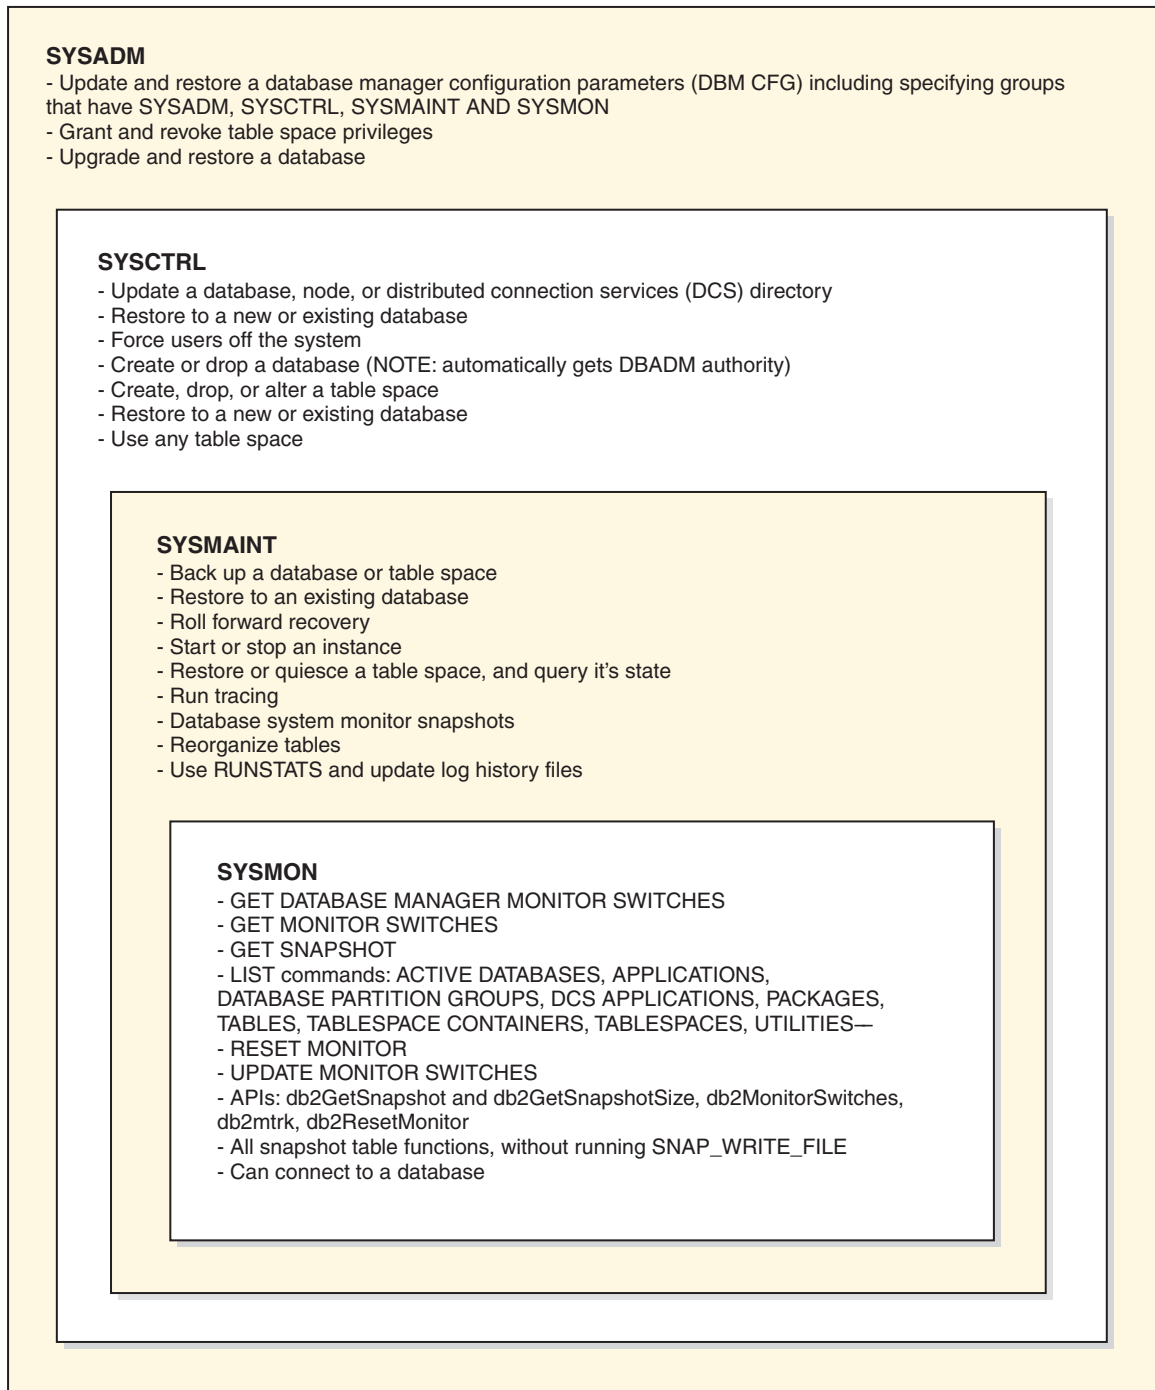 SYSADM
- Update and restore a database manager configuration parameters (DBM CFG) including specifying groups
that have SYSADM, SYSCTRL, SYSMAINT AND SYSMON
- Grant and revoke table space privileges
- Upgrade and restore a database
SYSCTRL
- Update a database, node, or distributed connection services (DCS) directory
- Restore to a new or existing database
- Force users off the system
- Create or drop a database (NOTE: automatically gets DBADM authority)
- Create, drop, or alter a table space
- Restore to a new or existing database
- Use any table space
SYSMAINT
- Back up a database or table space
- Restore to an existing database
- Roll forward recovery
- Start or stop an instance
- Restore or quiesce a table space, and query it’s state
- Run tracing
- Database system monitor snapshots
- Reorganize tables
- Use RUNSTATS and update log history files
SYSMON
- GET DATABASE MANAGER MONITOR SWITCHES
- GET MONITOR SWITCHES
- GET SNAPSHOT
- LIST commands: ACTIVE DATABASES, APPLICATIONS,
DATABASE PARTITION GROUPS, DCS APPLICATIONS, PACKAGES,
TABLES, TABLESPACE CONTAINERS, TABLESPACES, UTILITIES—
- RESET MONITOR
- UPDATE MONITOR SWITCHES
- APIs: db2GetSnapshot and db2GetSnapshotSize, db2MonitorSwitches,
db2mtrk, db2ResetMonitor
- All snapshot table functions, without running SNAP_WRITE_FILE
- Can connect to a database